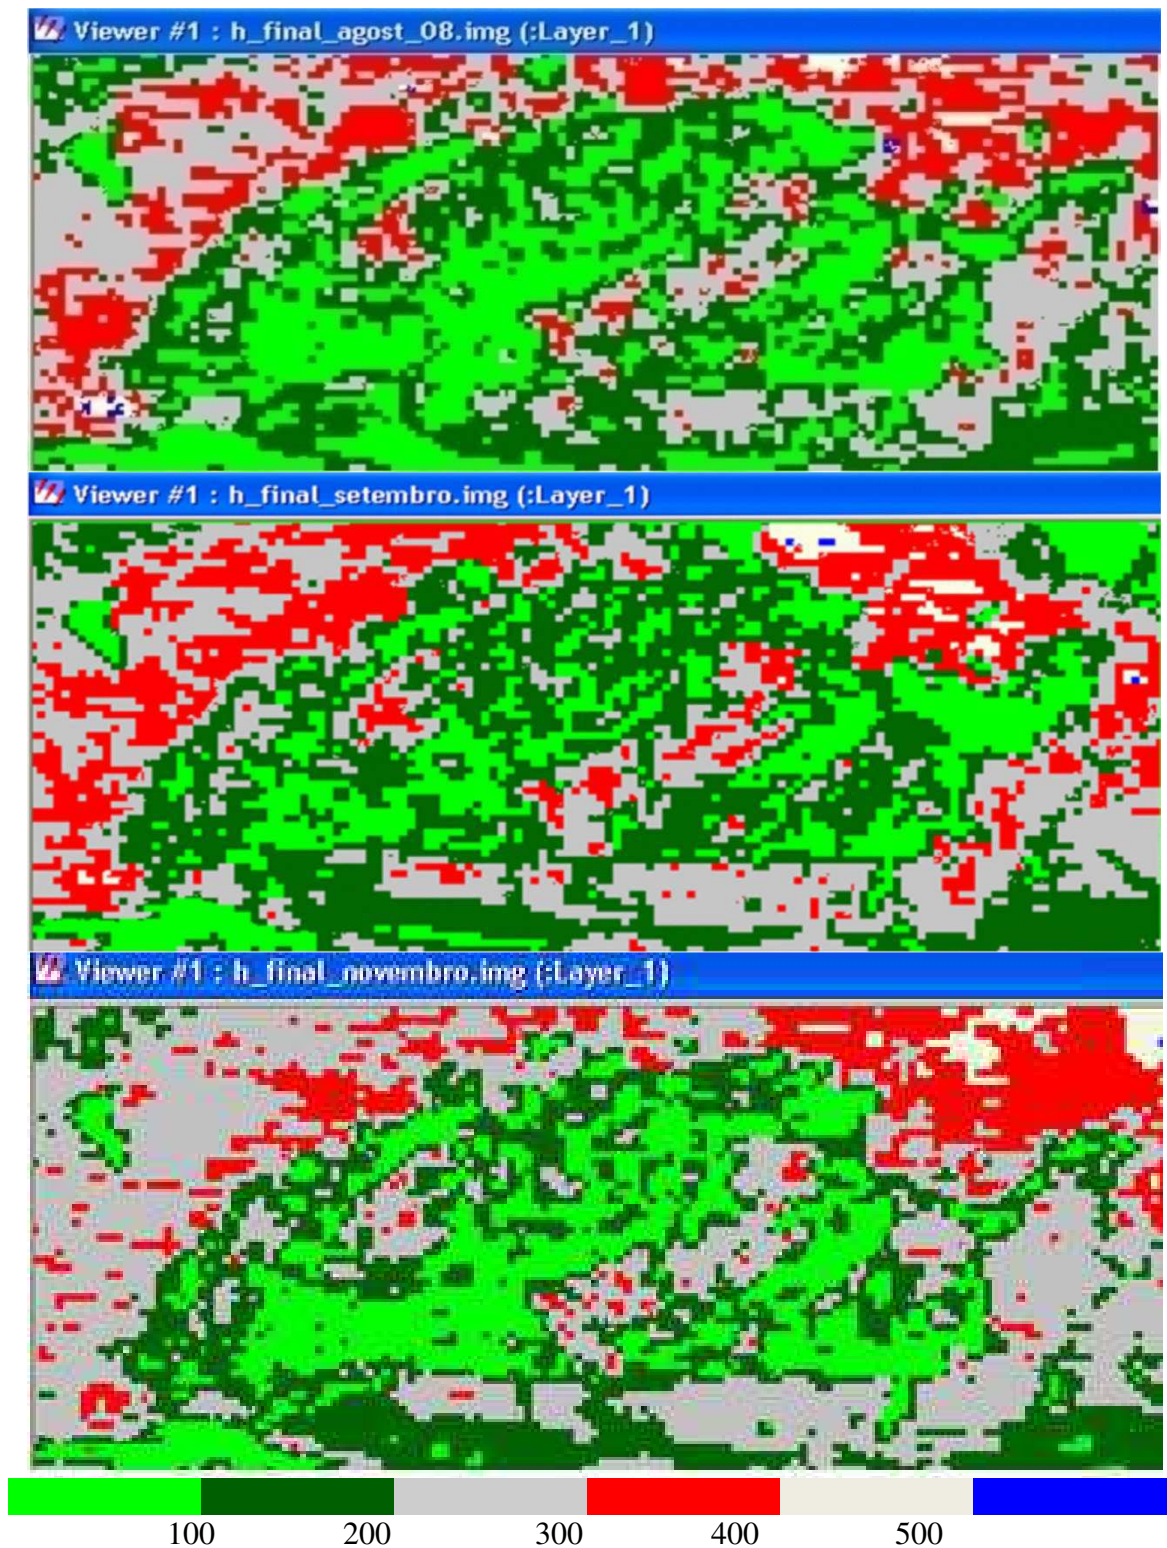 Viewer #1 : h_final_agost_08.img (:Layer_1)
Viewer #1 : h_final_setembro.img (:Layer_1)
Viewer #1 : h_final_novembro.img (:Layer_1)
100 200 300 400 500